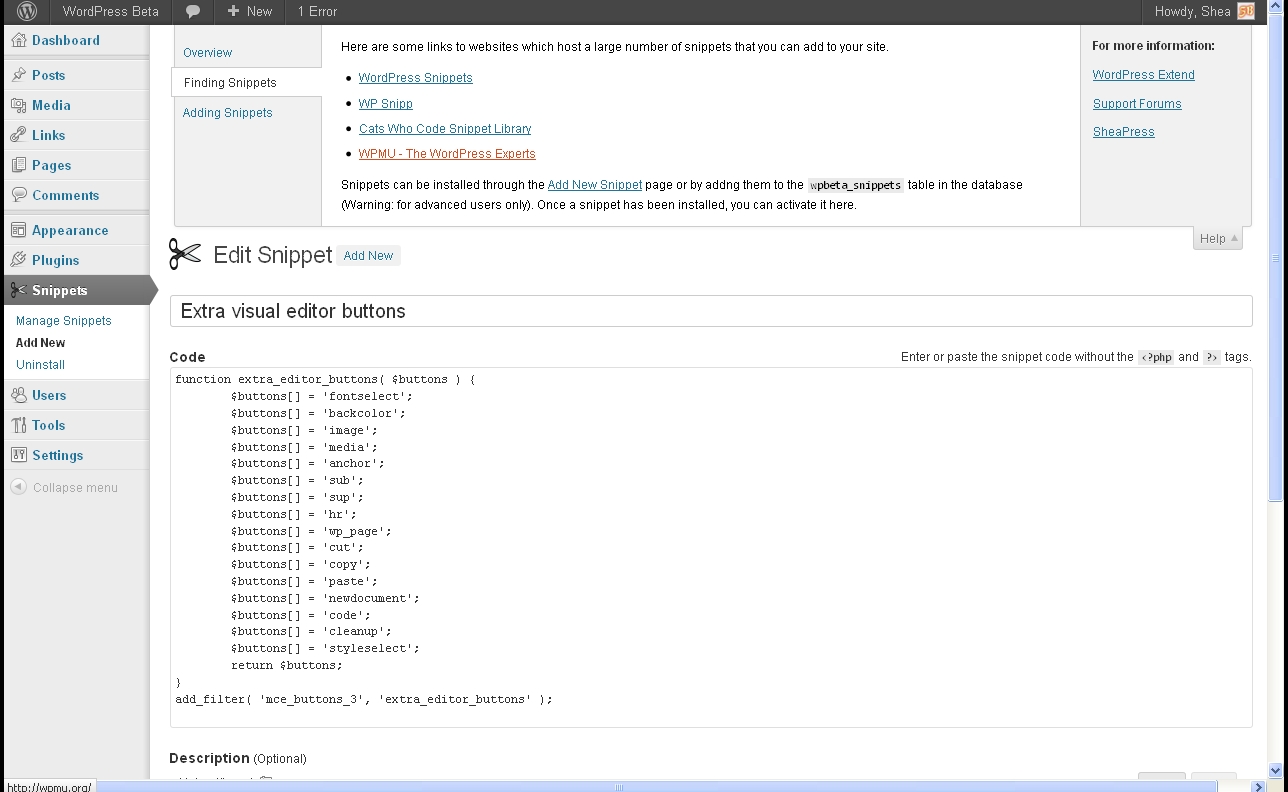 WordPress Beta
New
1 Error
Howdy, Shea
Dashboard
Posts
Media
Links
Pages
Comments
Appearance
Plugins
Snippets
Manage Snippets
Add New
Uninstall
Users
Tools
Settings
Collapse menu
Overview
Finding Snippets
Adding Snippets
Here are some links to websites which host a large number of snippets that you can add to your site.
WordPress Snippets
WP Snipp
Cats Who Code Snippet Library
WPMU - The WordPress Experts
Snippets can be installed through the Add New Snippet page or by addng them to the wpbeta_snippets table in the database
(Warning: for advanced users only). Once a snippet has been installed, you can activate it here.
For more information:
WordPress Extend
Support Forums
SheaPress
Help
Edit Snippet Add New
Extra visual editor buttons
Code
Enter or paste the snippet code without the <?php and ?> tags.
function extra_editor_buttons( $buttons ) {
$buttons[] = 'fontselect';
$buttons[] = 'backcolor';
$buttons[] = 'image';
$buttons[] = 'media';
$buttons[] = 'anchor';
$buttons[] = 'sub';
$buttons[] = 'sup';
$buttons[] = 'hr';
$buttons[] = 'wp_page';
$buttons[] = 'cut';
$buttons[] = 'copy';
$buttons[] = 'paste';
$buttons[] = 'newdocument';
$buttons[] = 'code';
$buttons[] = 'cleanup';
$buttons[] = 'styleselect';
return $buttons;
}
add_filter( 'mce_buttons_3', 'extra_editor_buttons' );
Description (Optional)
http://wpmu.org/